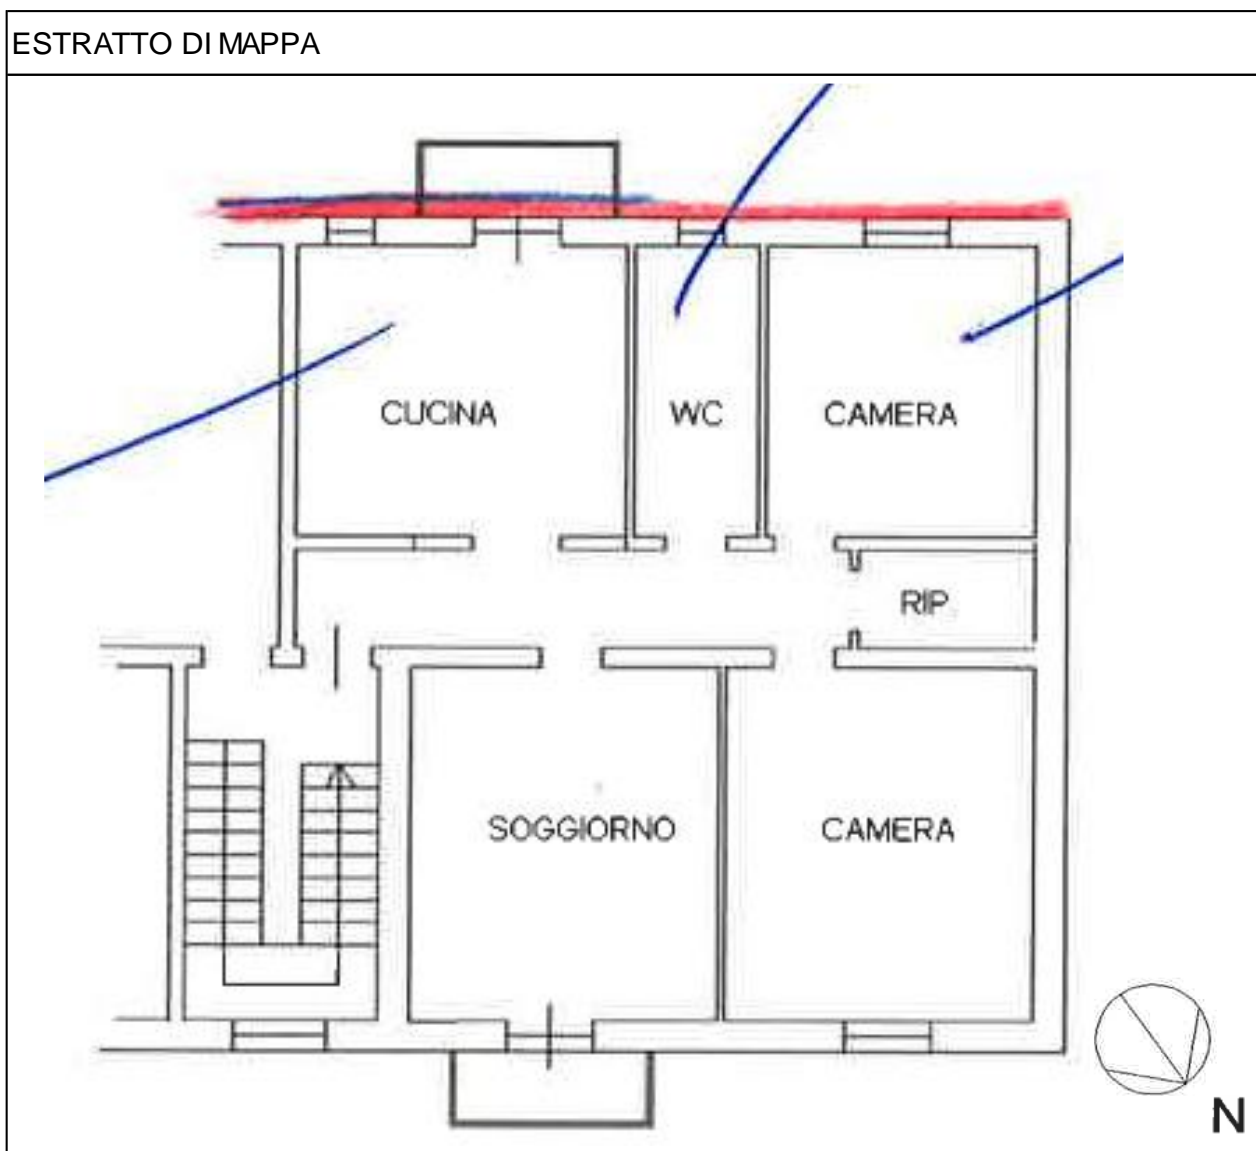 ESTRATTO DI MAPPA
CUCINA
WC
CAMERA
RIP
SOGGIORNO
CAMERA
N